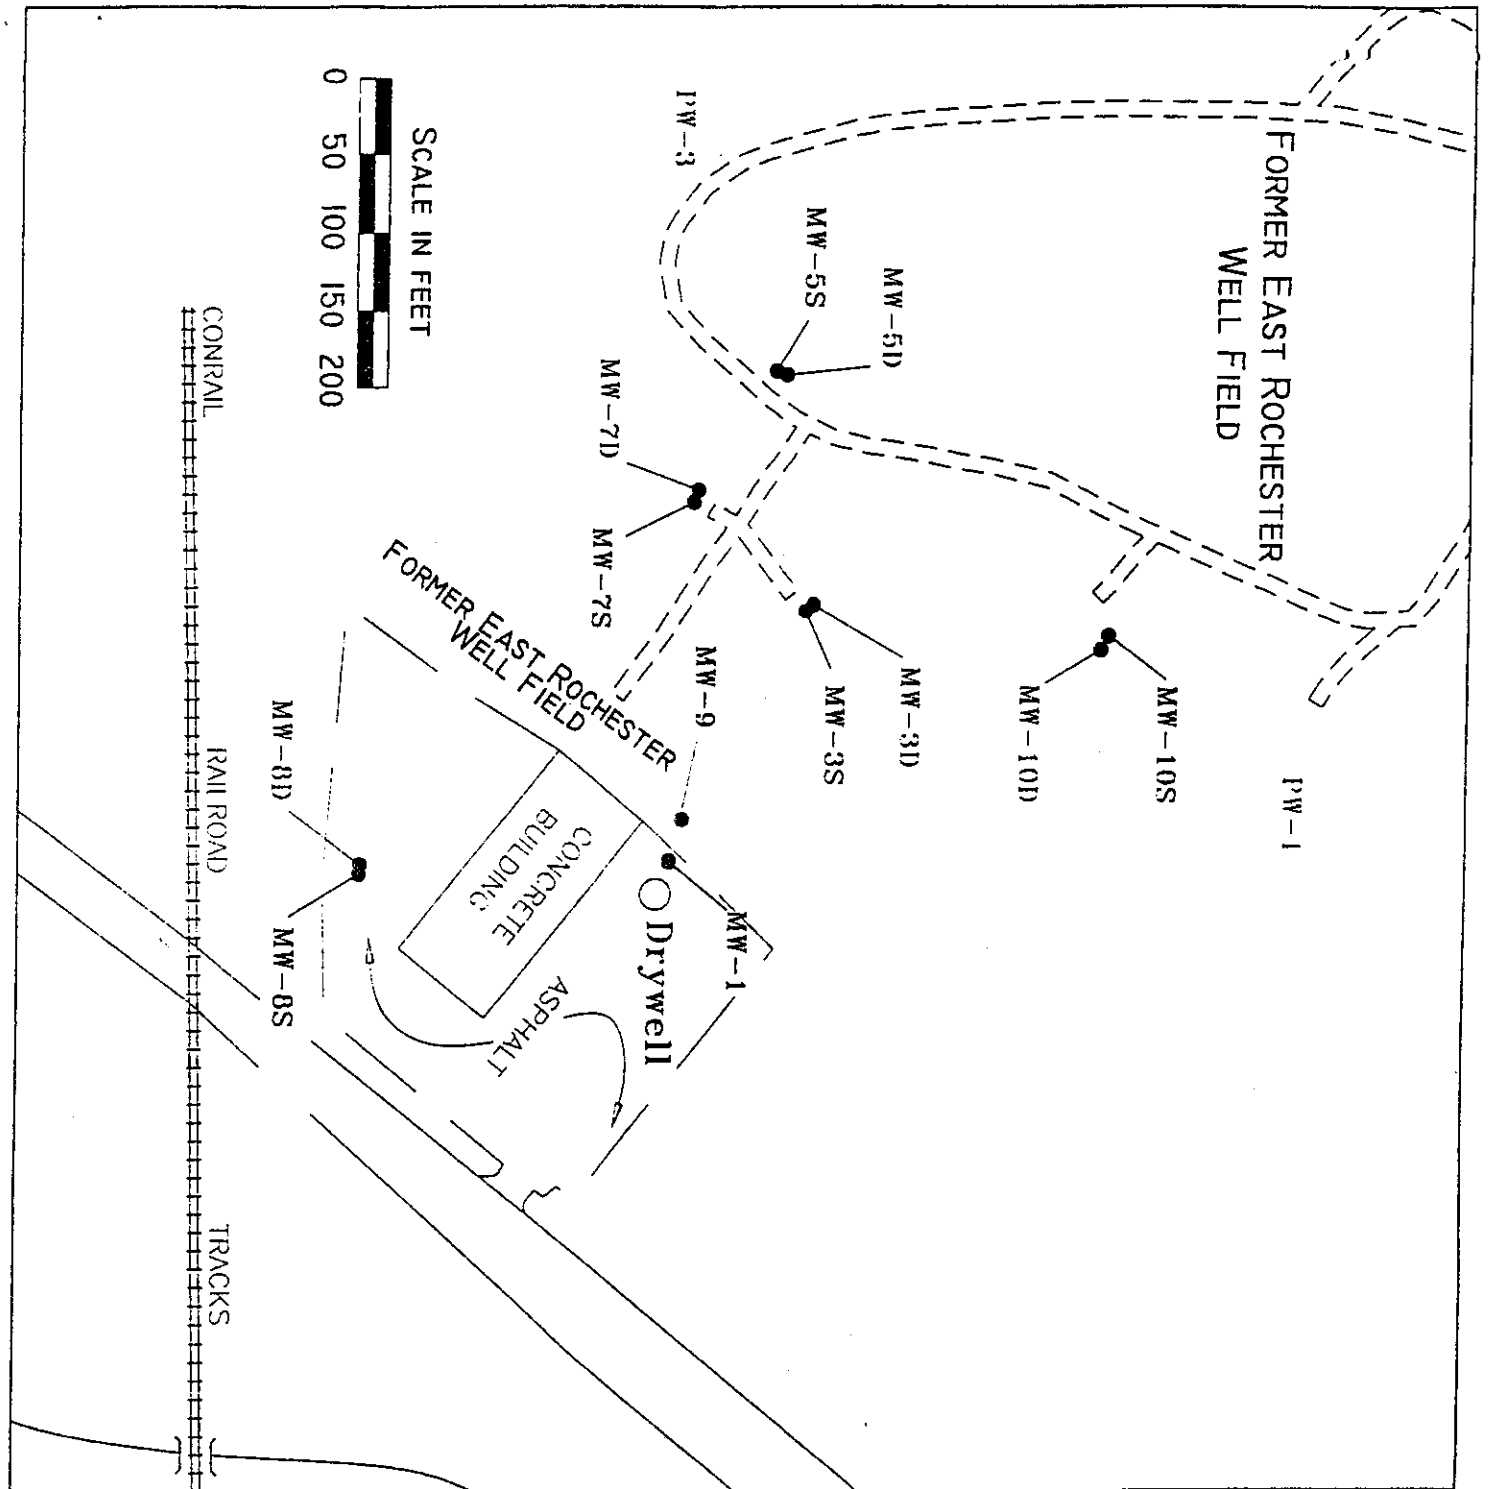 FORMER EAST ROCHESTER
WELL FIELD
PW-1
MW-10S
MW-10D
MW-5D
MW-5S
MW-3D
MW-3S
PW-3
MW-9
MW-1
Drywell
MW-7D
MW-7S
FORMER EAST ROCHESTER
WELL FIELD
CONCRETE
BUILDING
ASPHALT
SCALE IN FEET
0 50 100 150 200
MW-8D
MW-8S
CONRAIL RAILROAD TRACKS